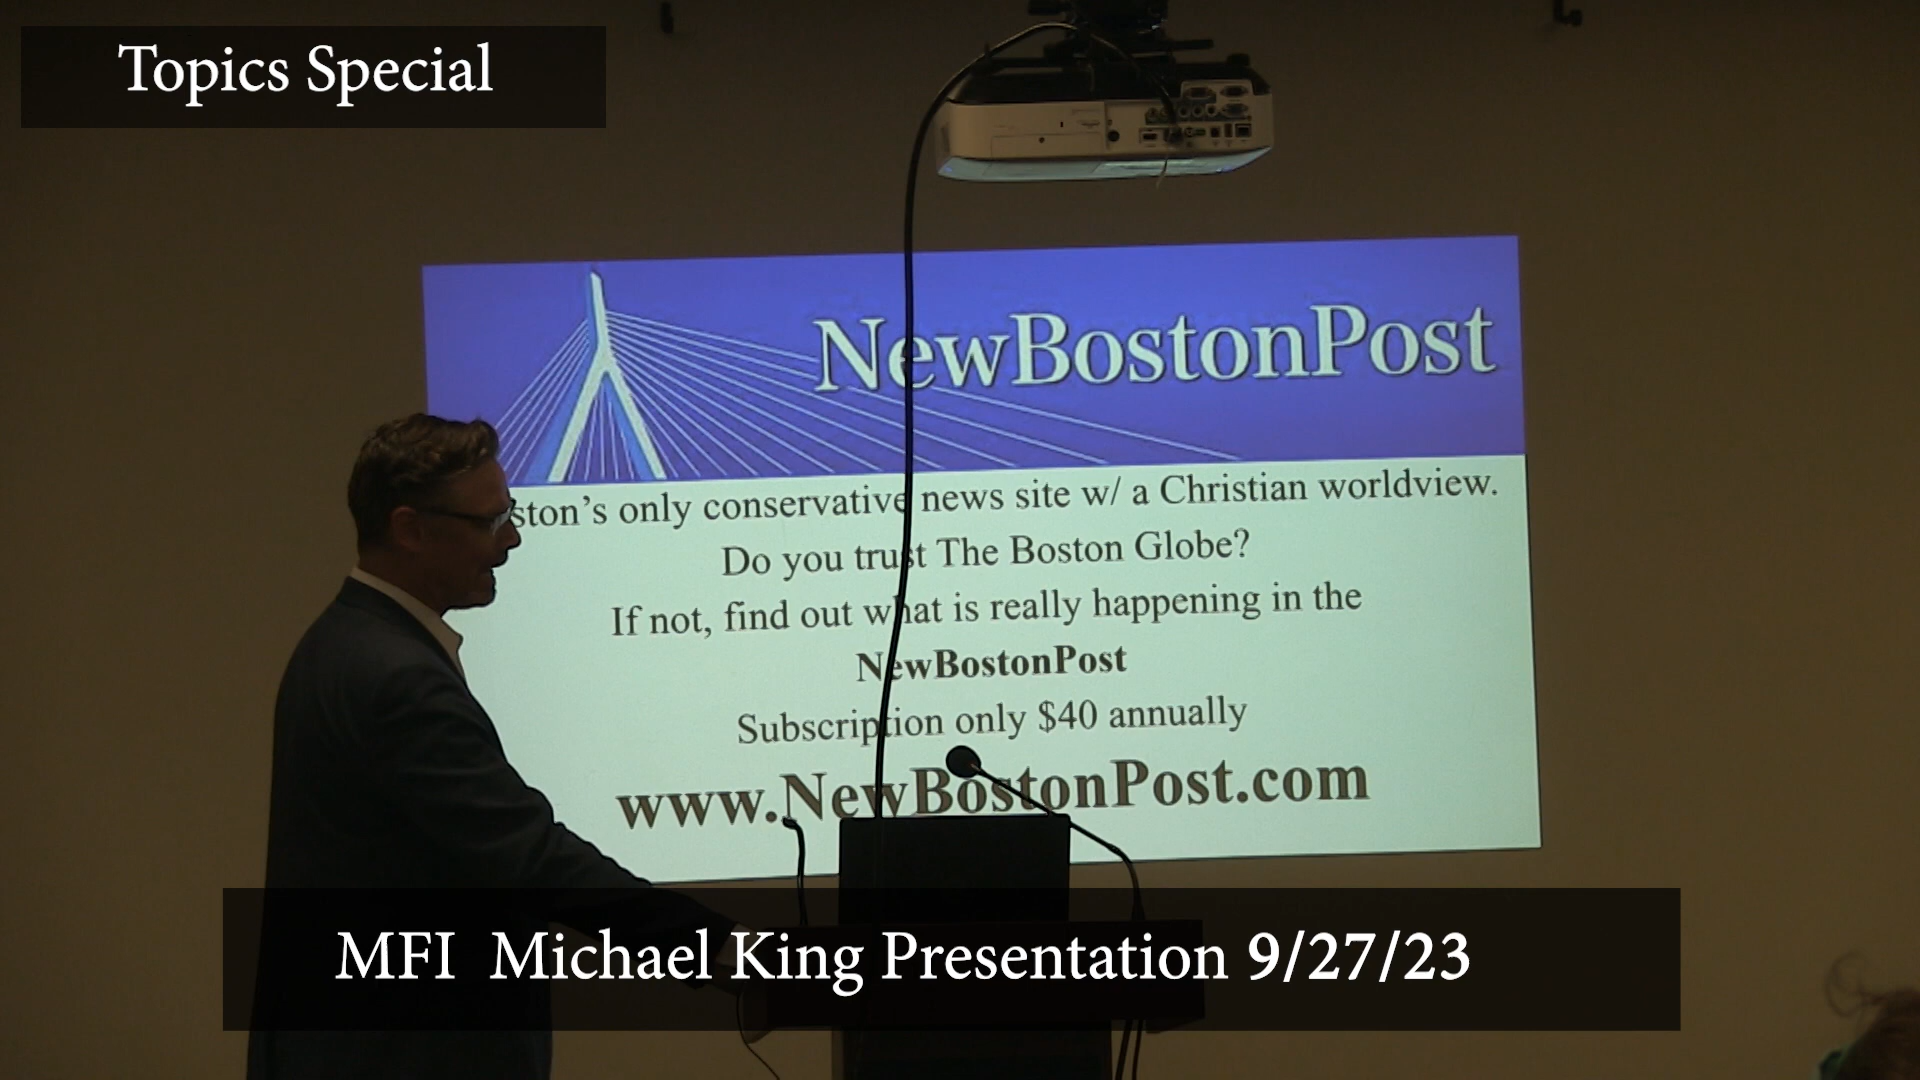 Topics Special
NewBostonPost
ston's only conservative news site w/ a Christian worldview.
Do you trust The Boston Globe?
If not, find out what is really happening in the
NewBostonPost
Subscription only $40 annually
www.NewBostonPost.com
MFI Michael King Presentation 9/27/23